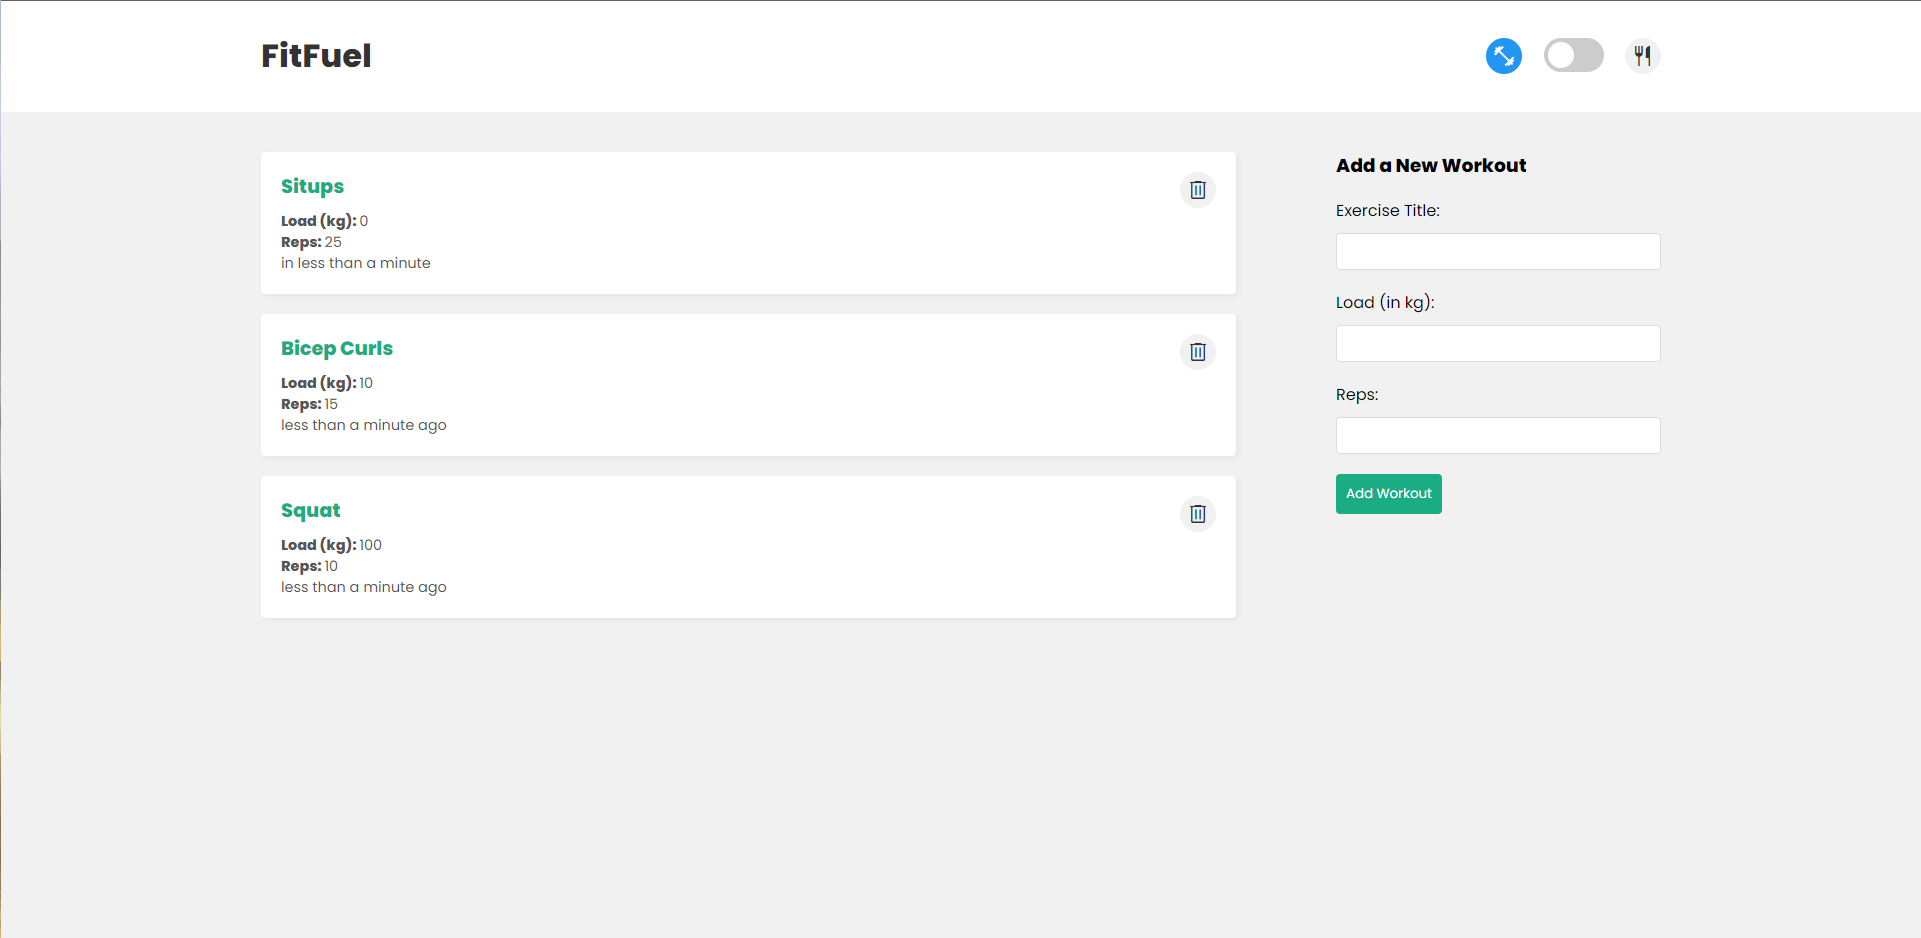 FitFuel
Situps
Load (kg): 0
Reps: 25
in less than a minute
Bicep Curls
Load (kg): 10
Reps: 15
less than a minute ago
Squat
Load (kg): 100
Reps: 10
less than a minute ago
Add a New Workout
Exercise Title:
Load (in kg):
Reps:
Add Workout